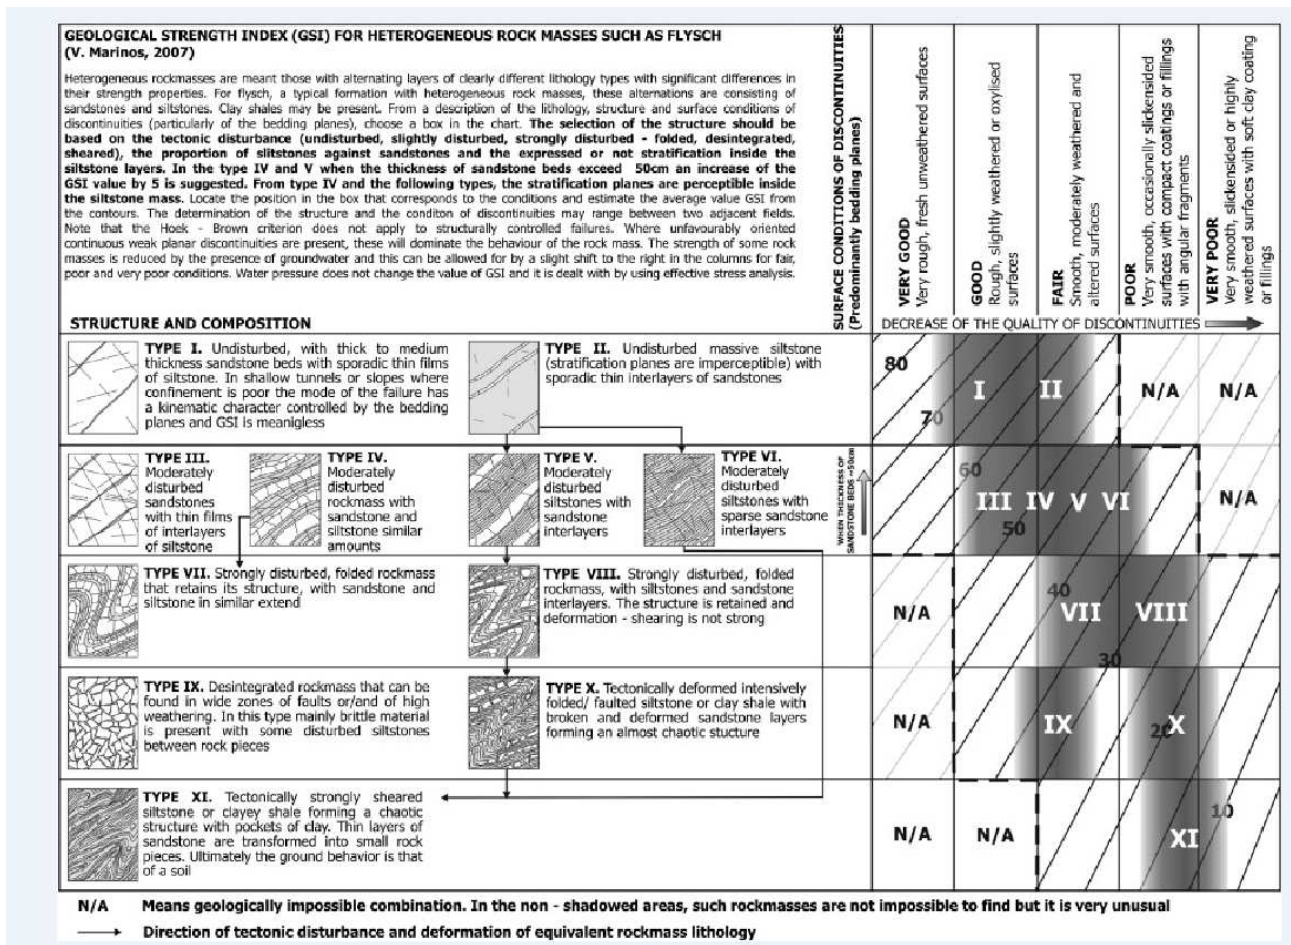 GEOLOGICAL STRENGTH INDEX (GSI) FOR HETEROGENEOUS ROCK MASSES SUCH AS FLYSCH
(V. Marinos, 2007)
Heterogeneous rockmasses are meant those with alternating layers of clearly different lithology types with significant differences in
their strength properties. For flysch, a typical formation with heterogeneous rock masses, these alternations are consisting of
sandstones and siltstones. Clay shales may be present. From a description of the lithology, structure and surface conditions of
discontinuities (particularly of the bedding planes), choose a box in the chart. The selection of the structure should be
based on the tectonic disturbance (undisturbed, slightly disturbed, strongly disturbed - folded, desintegrated,
sheared), the proportion of slitstones against sandstones and the expressed or not stratification inside the
siltstone layers. In the type IV and V when the thickness of sandstone beds exceed 50cm an increase of the
GSI value by 5 is suggested. From type IV and the following types, the stratification planes are perceptible inside
the siltstone mass. Locate the position in the box that corresponds to the conditions and estimate the average value GSI from
the contours. The determination of the structure and the conditon of discontinuities may range between two adjacent fields.
Note that the Hoek - Brown criterion does not apply to structurally controlled failures. Where unfavourably oriented
continuous weak planar discontinuities are present, these will dominate the behaviour of the rock mass. The strength of some rock
masses is reduced by the presence of groundwater and this can be allowed for by a slight shift to the right in the columns for fair,
poor and very poor conditions. Water pressure does not change the value of GSI and it is dealt with by using effective stress analysis.
STRUCTURE AND COMPOSITION
SURFACE CONDITIONS OF DISCONTINUITIES
(Predominantly bedding planes)
VERY GOOD
Very rough, fresh unweathered surfaces
GOOD
Rough, slightly weathered or oxylised
surfaces
FAIR
Smooth, moderately weathered and
altered surfaces
POOR
Very smooth, occasionally slickensided
surfaces with compact coatings or fillings
with angular fragments
VERY POOR
Very smooth, slickensided or highly
weathered surfaces with soft clay coating
or fillings
DECREASE OF THE QUALITY OF DISCONTINUITIES
TYPE I. Undisturbed, with thick to medium
thickness sandstone beds with sporadic thin films
of siltstone. In shallow tunnels or slopes where
confinement is poor the mode of the failure has
a kinematic character controlled by the bedding
planes and GSI is meanigless
TYPE II. Undisturbed massive siltstone
(stratification planes are imperceptible) with
sporadic thin interlayers of sandstones
80
70
I
II
N/A
N/A
TYPE III.
Moderately
disturbed
sandstones
with thin films
of interlayers
of siltstone
TYPE IV.
Moderately
disturbed
rockmass with
sandstone and
siltstone similar
amounts
TYPE V.
Moderately
disturbed
siltstones with
sandstone
interlayers
TYPE VI.
Moderately
disturbed
siltstones with
sparse sandstone
interlayers
WHEN THICKNESS OF
SANDSTONE BEDS >50cm
60
III IV V VI
50
N/A
TYPE VII. Strongly disturbed, folded rockmass
that retains its structure, with sandstone and
siltstone in similar extend
TYPE VIII. Strongly disturbed, folded
rockmass, with siltstones and sandstone
interlayers. The structure is retained and
deformation - shearing is not strong
N/A
40
VII
VIII
30
TYPE IX. Desintegrated rockmass that can be
found in wide zones of faults or/and of high
weathering. In this type mainly brittle material
is present with some disturbed siltstones
between rock pieces
TYPE X. Tectonically deformed intensively
folded/ faulted siltstone or clay shale with
broken and deformed sandstone layers
forming an almost chaotic stucture
N/A
IX
20
X
TYPE XI. Tectonically strongly sheared
siltstone or clayey shale forming a chaotic
structure with pockets of clay. Thin layers of
sandstone are transformed into small rock
pieces. Ultimately the ground behavior is that
of a soil
N/A
N/A
10
XI
N/A Means geologically impossible combination. In the non - shadowed areas, such rockmasses are not impossible to find but it is very unusual
Direction of tectonic disturbance and deformation of equivalent rockmass lithology